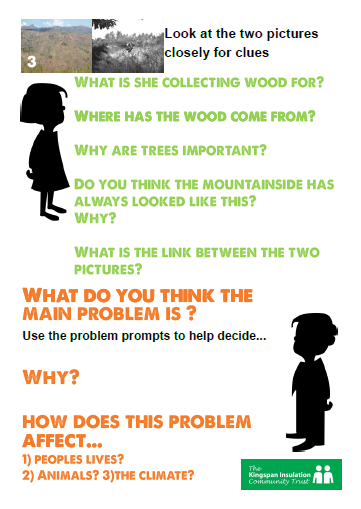 Look at the two pictures
closely for clues
3
WHAT IS SHE COLLECTING WOOD FOR?
WHERE HAS THE WOOD COME FROM?
WHY ARE TREES IMPORTANT?
DO YOU THINK THE MOUNTAINSIDE HAS
ALWAYS LOOKED LIKE THIS?
WHY?
WHAT IS THE LINK BETWEEN THE TWO
PICTURES?
WHAT DO YOU THINK THE
MAIN PROBLEM IS ?
Use the problem prompts to help decide...
WHY?
HOW DOES THIS PROBLEM
AFFECT...
1) PEOPLES LIVES?
2) ANIMALS? 3)THE CLIMATE?
The
Kingspan Insulation
Community Trust